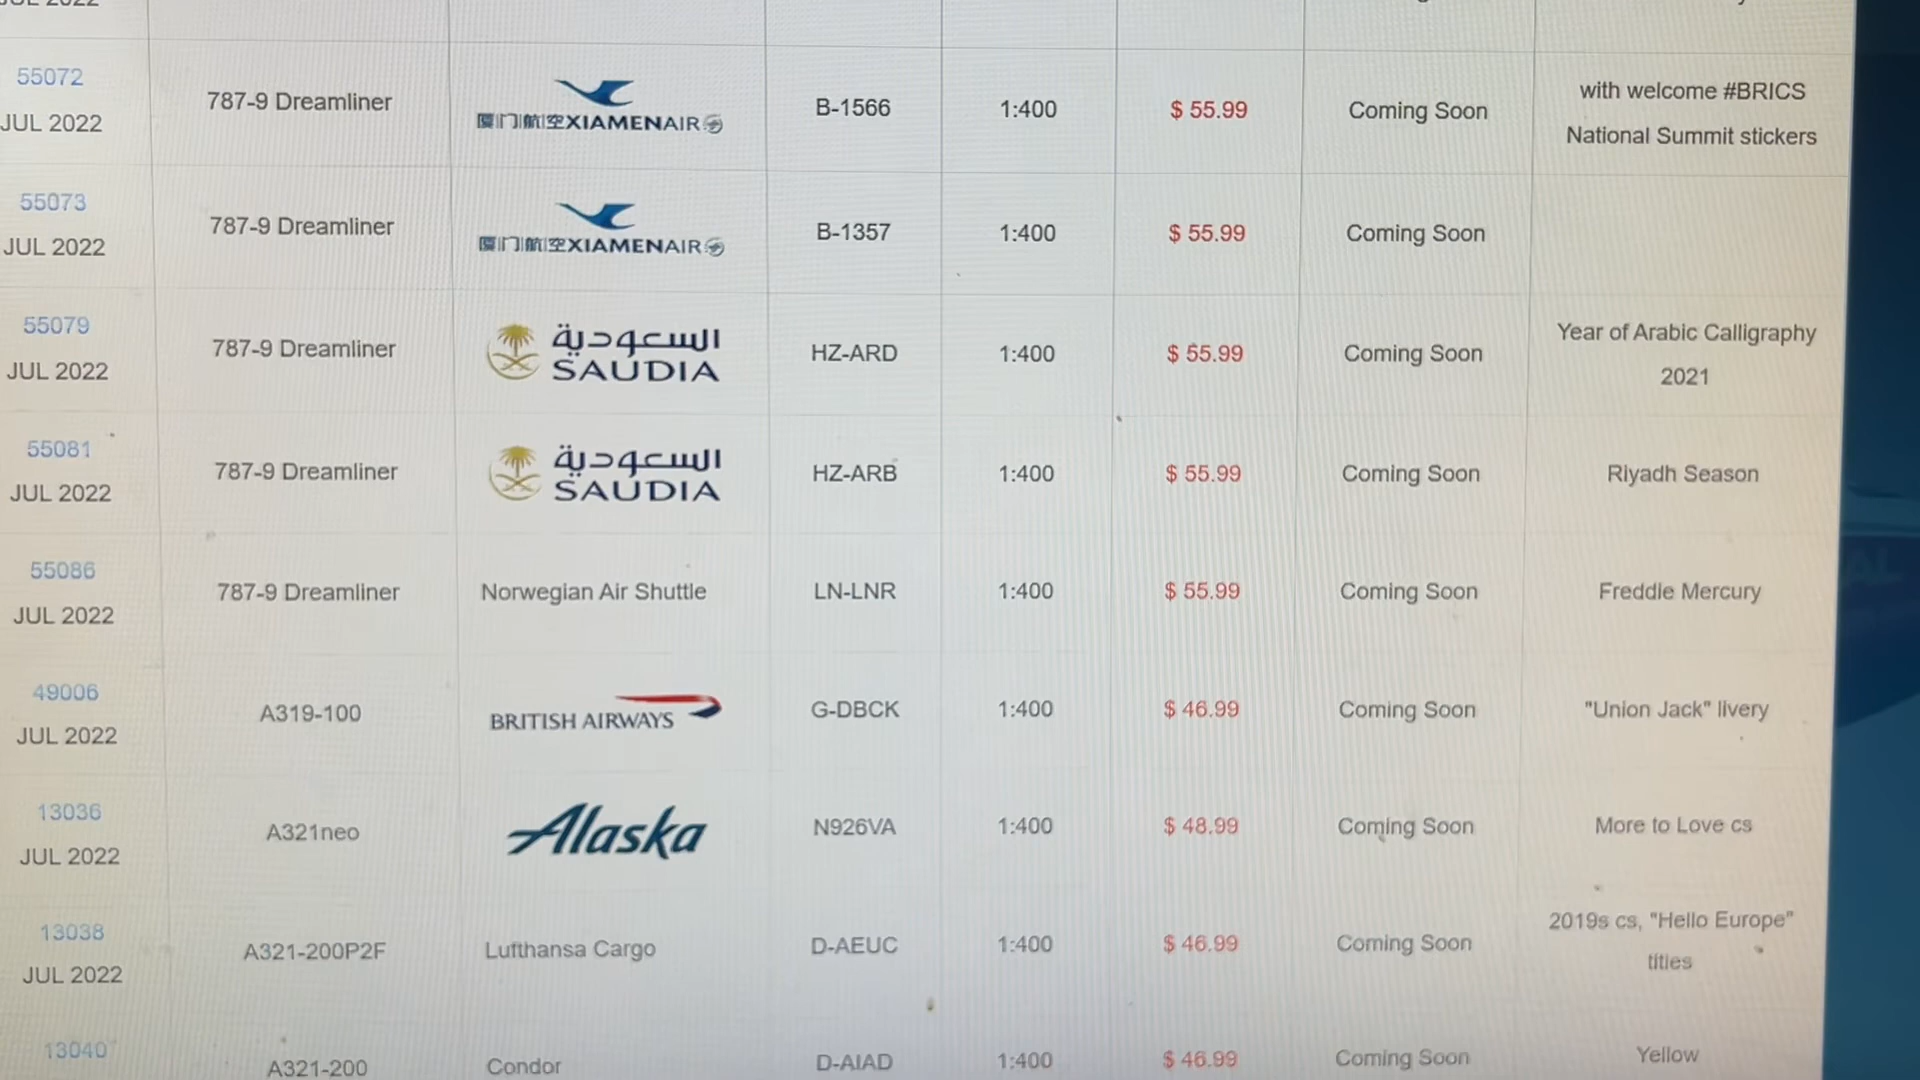 55072
JUL 2022
787-9 Dreamliner
厦门航空XIAMENAIR
B-1566
1:400
$ 55.99
Coming Soon
with welcome #BRICS
National Summit stickers
55073
JUL 2022
787-9 Dreamliner
厦门航空XIAMENAIR
B-1357
1:400
$ 55.99
Coming Soon
55079
JUL 2022
787-9 Dreamliner
السعودية
SAUDIA
HZ-ARD
1:400
$ 55.99
Coming Soon
Year of Arabic Calligraphy
2021
55081
JUL 2022
787-9 Dreamliner
السعودية
SAUDIA
HZ-ARB
1:400
$ 55.99
Coming Soon
Riyadh Season
55086
JUL 2022
787-9 Dreamliner
Norwegian Air Shuttle
LN-LNR
1:400
$ 55.99
Coming Soon
Freddie Mercury
49006
JUL 2022
A319-100
BRITISH AIRWAYS
G-DBCK
1:400
$ 46.99
Coming Soon
"Union Jack" livery
13036
JUL 2022
A321neo
Alaska
N926VA
1:400
$ 48.99
Coming Soon
More to Love cs
13038
JUL 2022
A321-200P2F
Lufthansa Cargo
D-AEUC
1:400
$ 46.99
Coming Soon
2019s cs, "Hello Europe"
titles
13040
A321-200
Condor
D-AIAD
1:400
$ 46.99
Coming Soon
Yellow